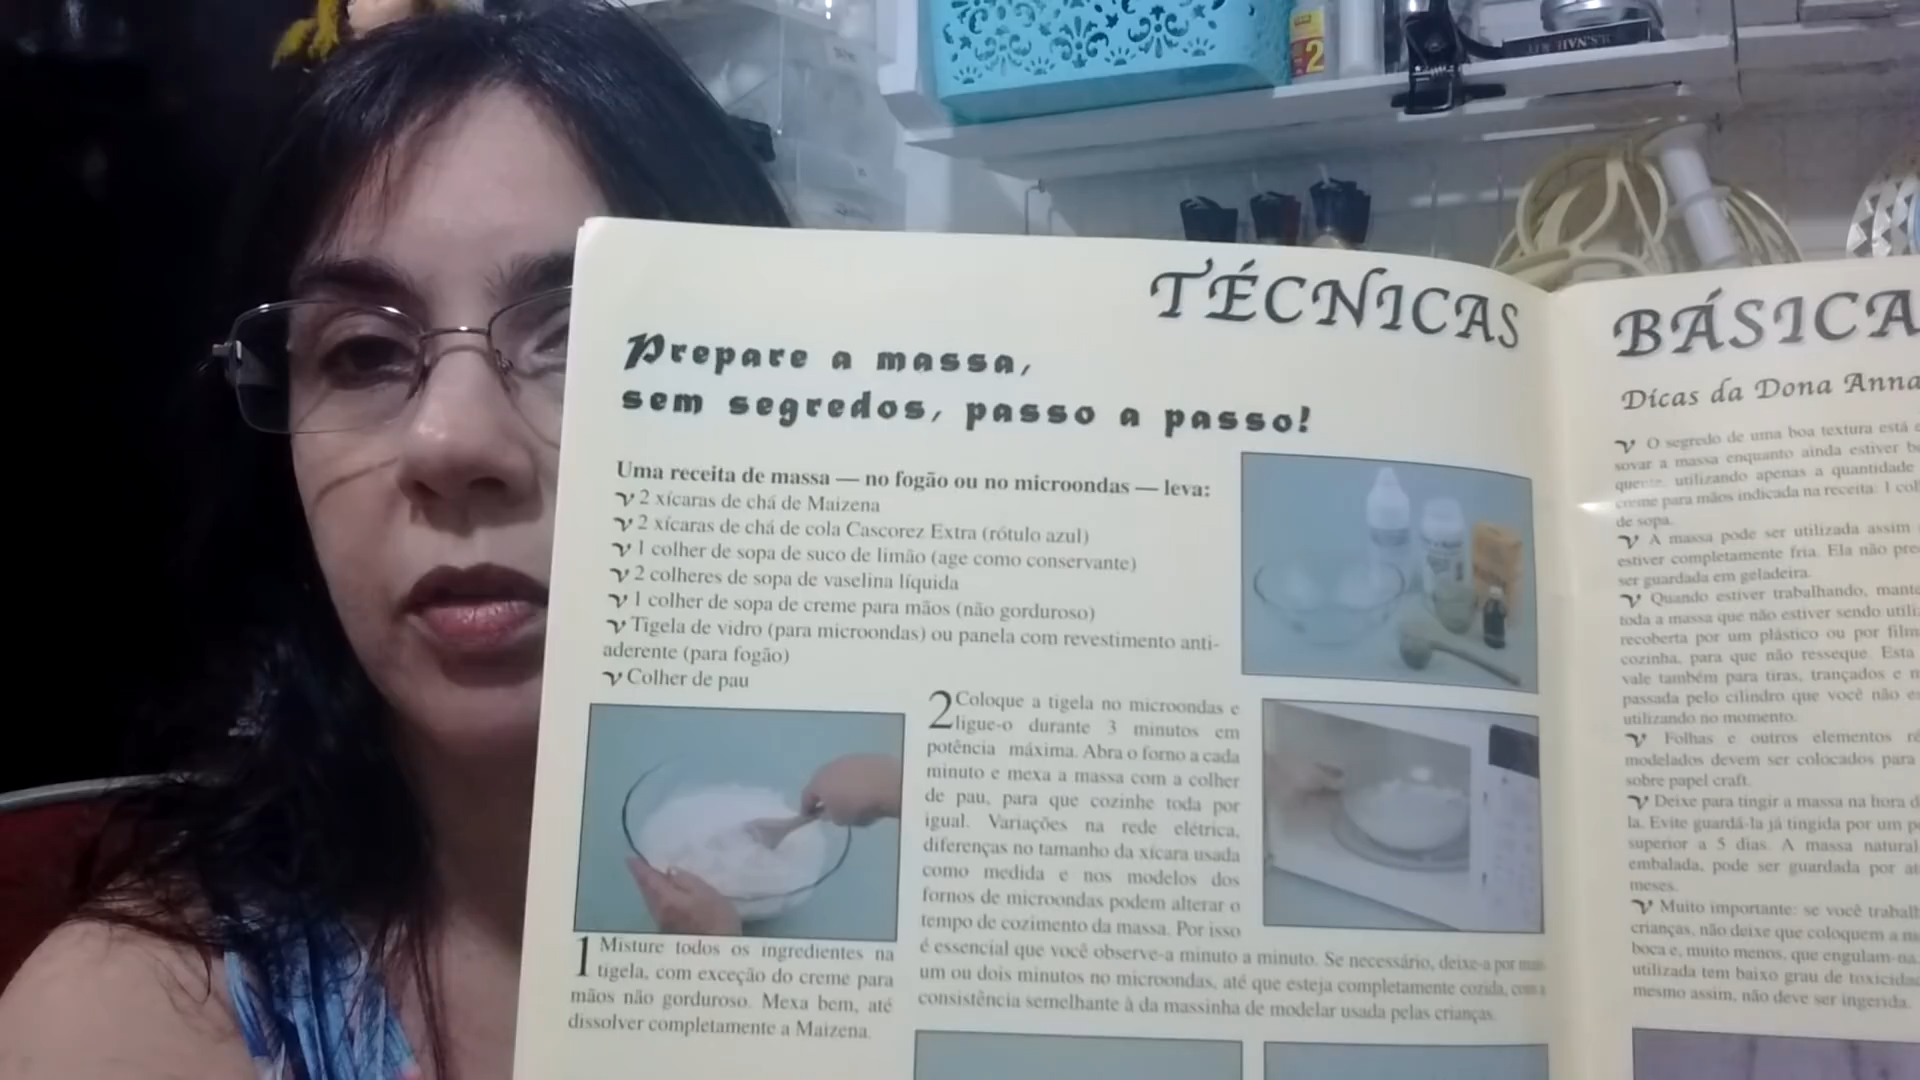 TÉCNICAS
Prepare a massa,
sem segredos, passo a passo!
Uma receita de massa — no fogão ou no microondas — leva:
2 xícaras de chá de Maizena
2 xícaras de chá de cola Cascorez Extra (rótulo azul)
1 colher de sopa de suco de limão (age como conservante)
2 colheres de sopa de vaselina líquida
1 colher de sopa de creme para mãos (não gorduroso)
Tigela de vidro (para microondas) ou panela com revestimento anti-
aderente (para fogão)
Colher de pau
1 Misture todos os ingredientes na
tigela, com exceção do creme para
mãos não gorduroso. Mexa bem, até
dissolver completamente a Maizena.
2 Coloque a tigela no microondas e
ligue-o durante 3 minutos em
potência máxima. Abra o forno a cada
minuto e mexa a massa com a colher
de pau, para que cozinhe toda por
igual. Variações na rede elétrica,
diferenças no tamanho da xícara usada
como medida e nos modelos dos
fornos de microondas podem alterar o
tempo de cozimento da massa. Por isso
é essencial que você observe-a minuto a minuto. Se necessário, deixe-a por mais
um ou dois minutos no microondas, até que esteja completamente cozida, com a
consistência semelhante à da massinha de modelar usada pelas crianças.
BÁSICA
Dicas da Dona Anna
O segredo de uma boa textura está
sovar a massa enquanto ainda estiver
utilizando apenas a quantidade
creme para mãos indicada na receita: 1
de sopa.
A massa pode ser utilizada assim
estiver completamente fria. Ela não
ser guardada em geladeira.
Quando estiver trabalhando,
toda a massa que não estiver sendo
recoberta por um plástico ou por
cozinha, para que não resseque. Esta
vale também para tiras, trançados e
passada pelo cilindro que você não
utilizando no momento.
Folhas e outros elementos
modelados devem ser colocados para
sobre papel craft.
Deixe para tingir a massa na hora
la. Evite guardá-la já tingida por um
superior a 5 dias. A massa natural
embalada, pode ser guardada por
meses.
Muito importante: se você
crianças, não deixe que coloquem a
boca e, muito menos, que engulam-na.
utilizada tem baixo grau de
mesmo assim, não deve ser ingerida.
2